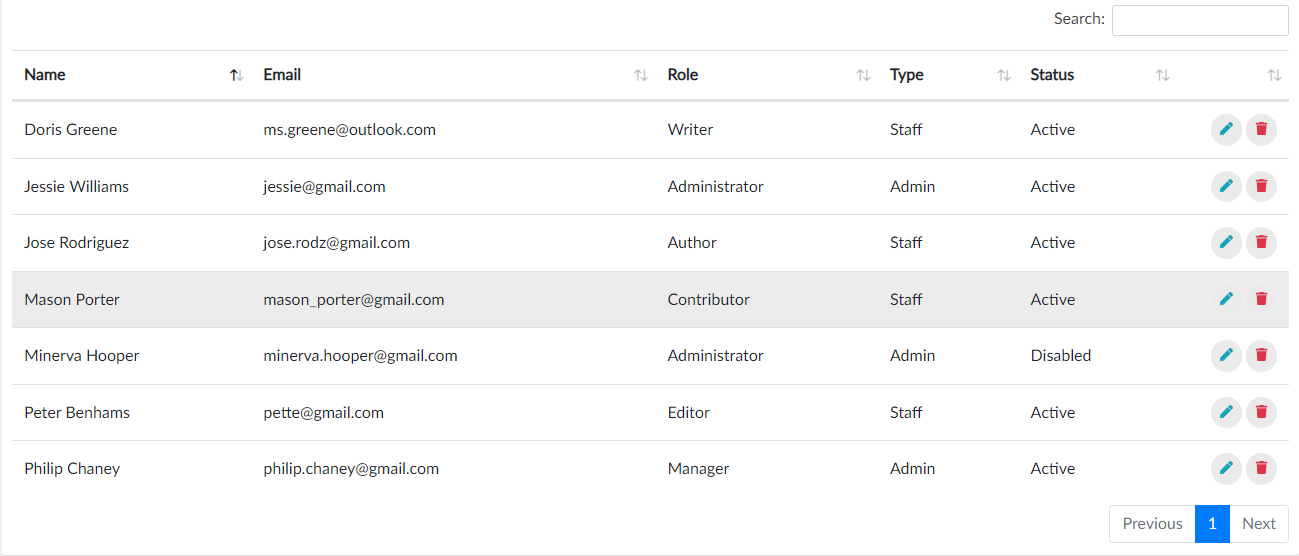 Search:
Name Email Role Type Status
Doris Greene ms.greene@outlook.com Writer Staff Active
Jessie Williams jessie@gmail.com Administrator Admin Active
Jose Rodriguez jose.rodz@gmail.com Author Staff Active
Mason Porter mason_porter@gmail.com Contributor Staff Active
Minerva Hooper minerva.hooper@gmail.com Administrator Admin Disabled
Peter Benhams pette@gmail.com Editor Staff Active
Philip Chaney philip.chaney@gmail.com Manager Admin Active
Previous 1 Next